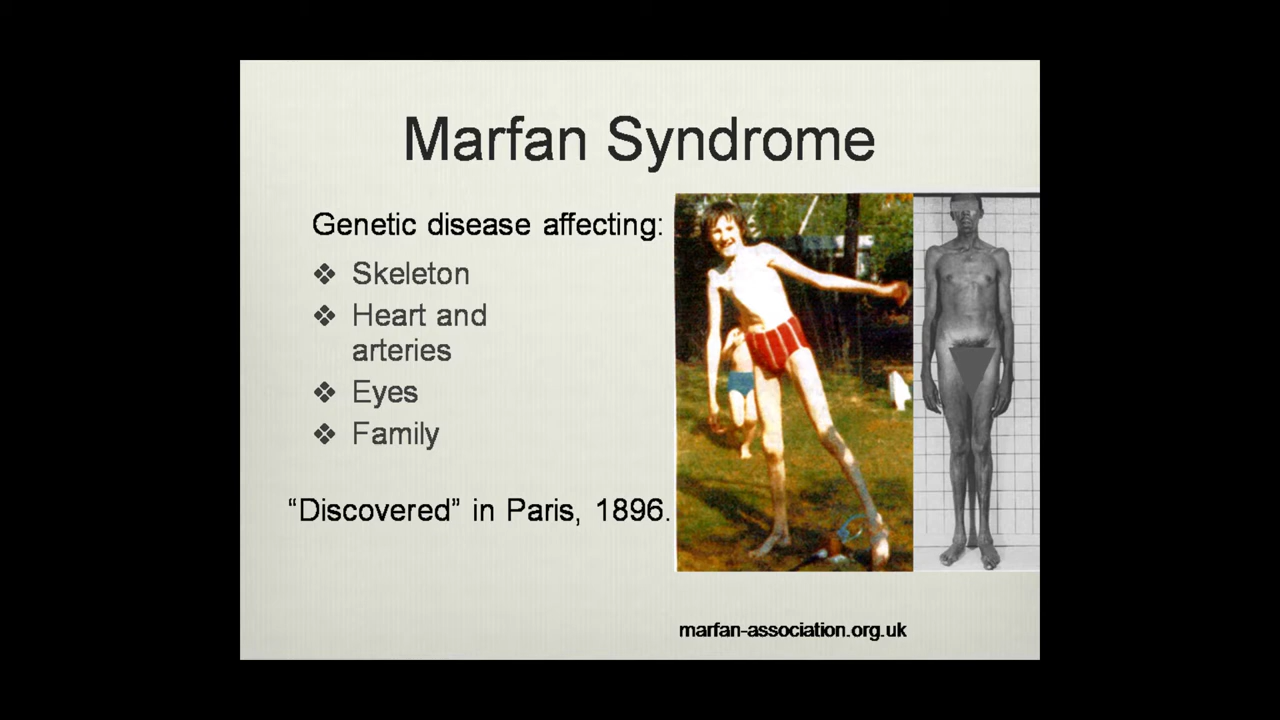 Marfan Syndrome
Genetic disease affecting:
❖ Skeleton
❖ Heart and
arteries
❖ Eyes
❖ Family
“Discovered” in Paris, 1896.
marfan-association.org.uk